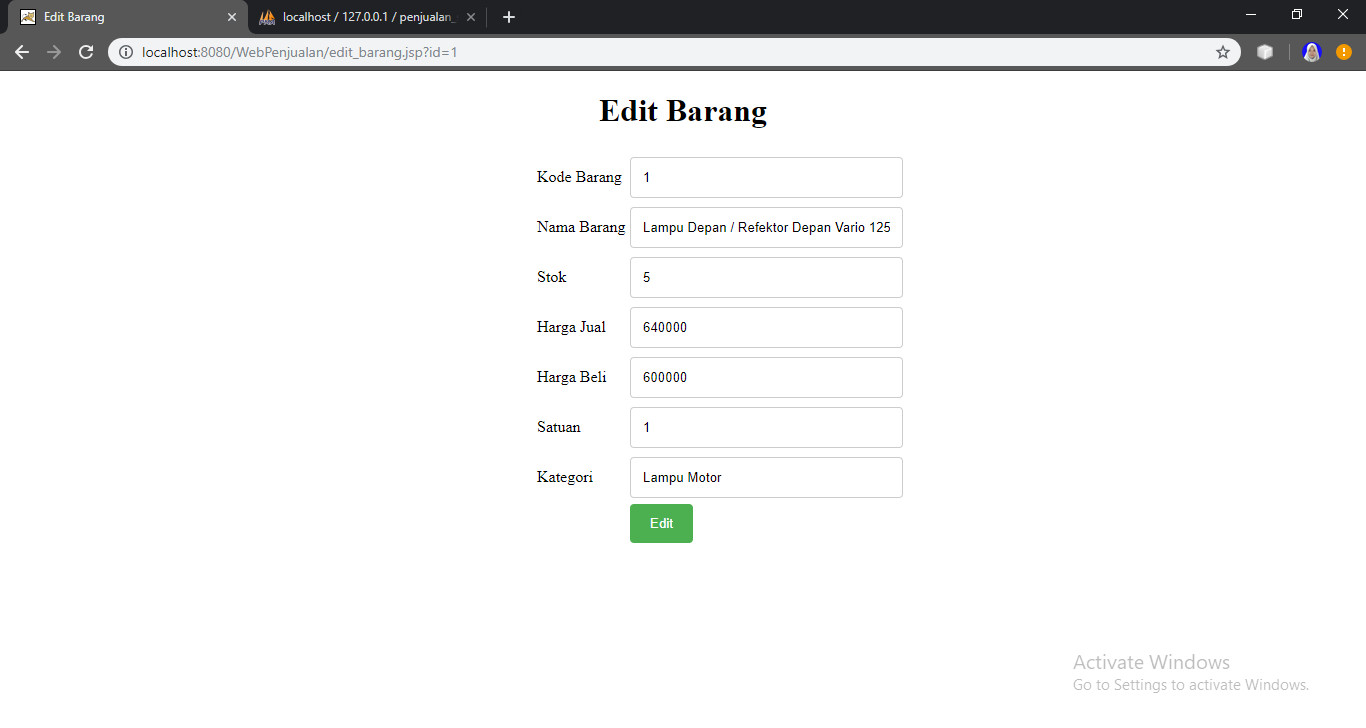 Edit Barang
localhost / 127.0.0.1 / penjualan_
localhost:8080/WebPenjualan/edit_barang.jsp?id=1
Edit Barang
Kode Barang 1
Nama Barang Lampu Depan / Refektor Depan Vario 125
Stok 5
Harga Jual 640000
Harga Beli 600000
Satuan 1
Kategori Lampu Motor
Edit
Activate Windows
Go to Settings to activate Windows.